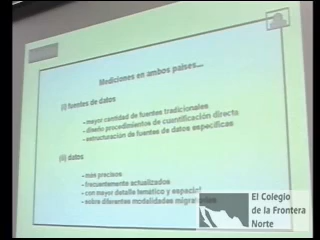 Mediciones en ambos países...
(i) fuentes de datos
- mayor cantidad de fuentes tradicionales
- diseño procedimientos de cuantificación directa
- estructuración de fuentes de datos específicas
(ii) datos
- más precisos
- frecuentemente actualizados
- con mayor detalle temático y espacial
- sobre diferentes modalidades migratorias
El Colegio
de la Frontera
Norte